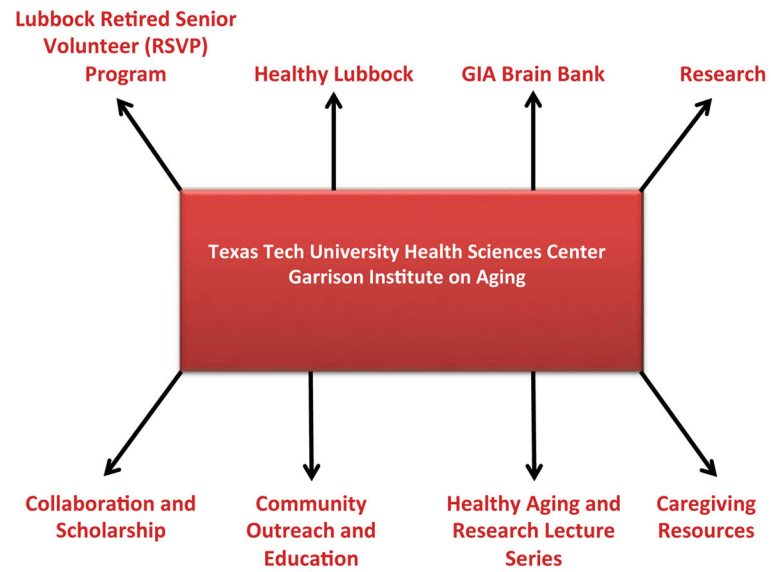 Lubbock Retired Senior
Volunteer (RSVP)
Program
Healthy Lubbock
GIA Brain Bank
Research
Texas Tech University Health Sciences Center
Garrison Institute on Aging
Collaboration and
Scholarship
Community
Outreach and
Education
Healthy Aging and
Research Lecture
Series
Caregiving
Resources